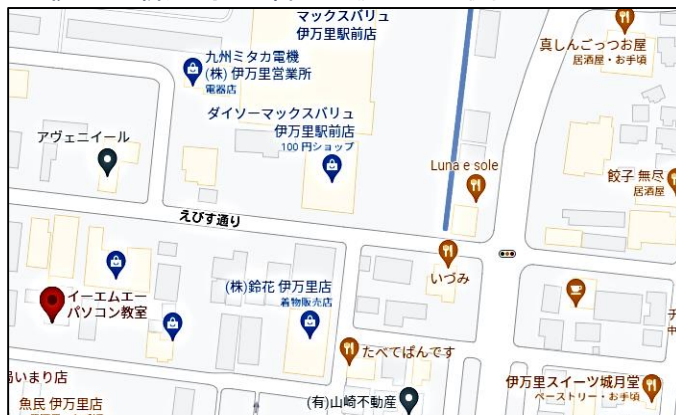 マックスバリュ
伊万里駅前店
真しんごっつお屋
居酒屋・お手頃
九州ミタカ電機
(株) 伊万里営業所
電器店
ダイソーマックスバリュ
伊万里駅前店
100 円ショップ
アヴェニイール
Luna e sole
餃子 無尽
居酒屋
えびす通り
いづみ
(株)鈴花 伊万里店
着物販売店
イーエムエー
パソコン教室
たべてぱんです
局いまり店
魚民 伊万里店
(有)山崎不動産
伊万里スイーツ城月堂
ペーストリー・お手頃